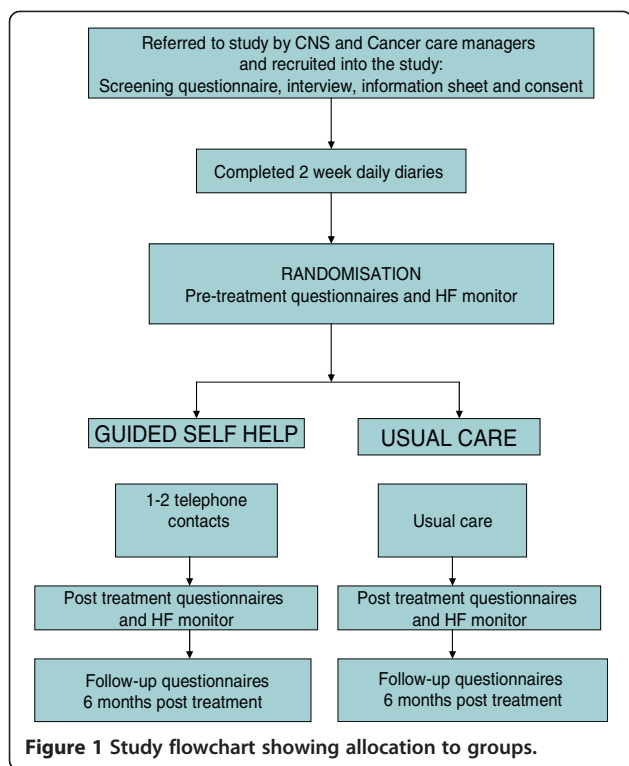 Referred to study by CNS and Cancer care managers
and recruited into the study:
Screening questionnaire, interview, information sheet and consent
Completed 2 week daily diaries
RANDOMISATION
Pre-treatment questionnaires and HF monitor
GUIDED SELF HELP
USUAL CARE
1-2 telephone
contacts
Usual care
Post treatment questionnaires
and HF monitor
Post treatment questionnaires
and HF monitor
Follow-up questionnaires
6 months post treatment
Follow-up questionnaires
6 months post treatment
Figure 1 Study flowchart showing allocation to groups.